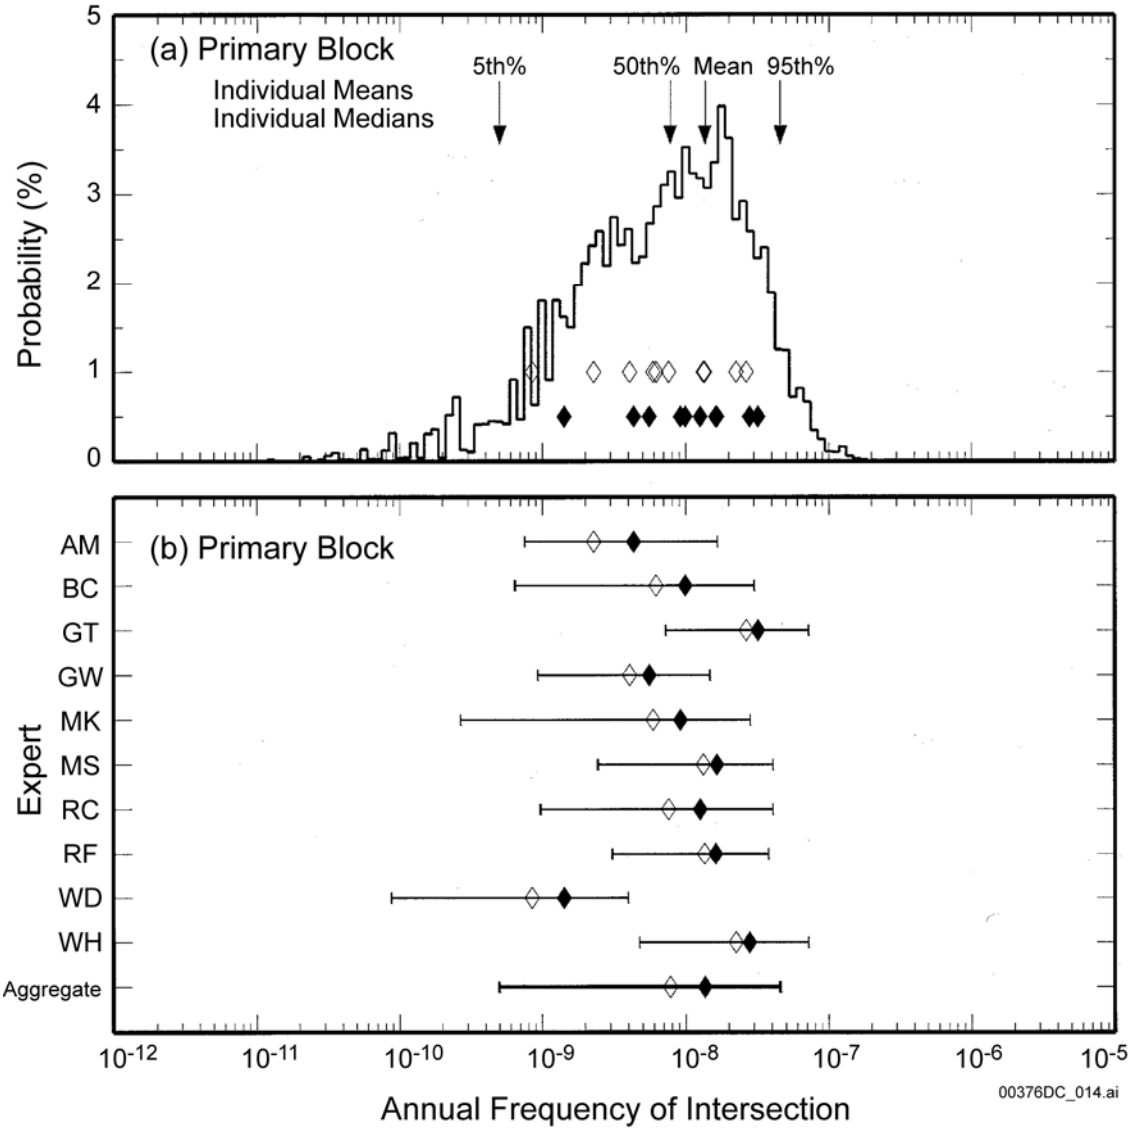 5
(a) Primary Block
Individual Means
Individual Medians
5th% 50th% Mean 95th%
4
3
2
1
0
Probability (%)
(b) Primary Block
AM
BC
GT
GW
MK
MS
RC
RF
WD
WH
Aggregate
Expert
10-12 10-11 10-10 10-9 10-8 10-7 10-6 10-5
00376DC_014.ai
Annual Frequency of Intersection